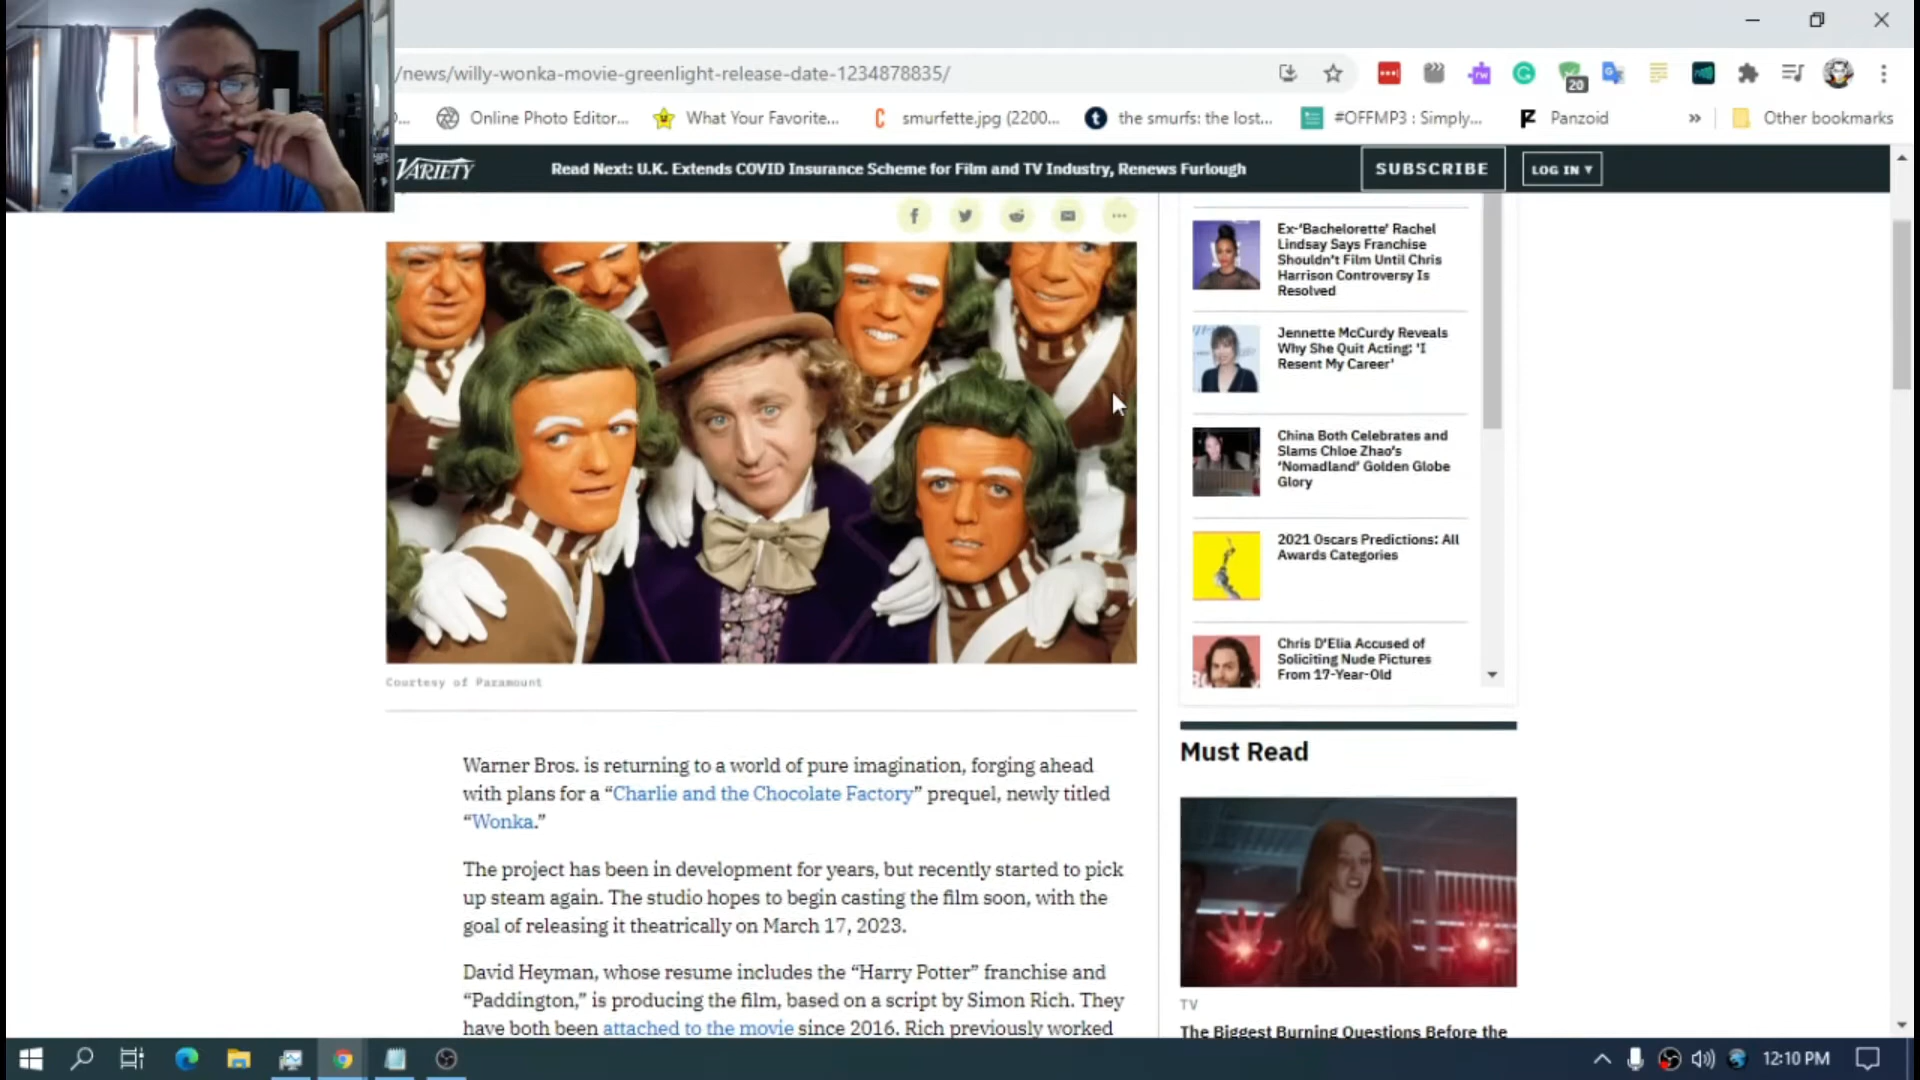 /news/willy-wonka-movie-greenlight-release-date-1234878835/
20
Online Photo Editor...
What Your Favorite...
smurfette.jpg (2200...
the smurfs: the lost...
#OFFMP3 : Simply...
Panzoid
»
Other bookmarks
VARIETY
Read Next: U.K. Extends COVID Insurance Scheme for Film and TV Industry, Renews Furlough
SUBSCRIBE
LOG IN
Courtesy of Paramount
Warner Bros. is returning to a world of pure imagination, forging ahead
with plans for a “Charlie and the Chocolate Factory” prequel, newly titled
“Wonka.”
The project has been in development for years, but recently started to pick
up steam again. The studio hopes to begin casting the film soon, with the
goal of releasing it theatrically on March 17, 2023.
David Heyman, whose resume includes the “Harry Potter” franchise and
“Paddington,” is producing the film, based on a script by Simon Rich. They
have both been attached to the movie since 2016. Rich previously worked
Ex-‘Bachelorette’ Rachel
Lindsay Says Franchise
Shouldn’t Film Until Chris
Harrison Controversy Is
Resolved
Jennette McCurdy Reveals
Why She Quit Acting: ‘I
Resent My Career’
China Both Celebrates and
Slams Chloe Zhao’s
‘Nomadland’ Golden Globe
Glory
2021 Oscars Predictions: All
Awards Categories
Chris D’Elia Accused of
Soliciting Nude Pictures
From 17-Year-Old
Must Read
TV
The Biggest Burning Questions Before the
12:10 PM